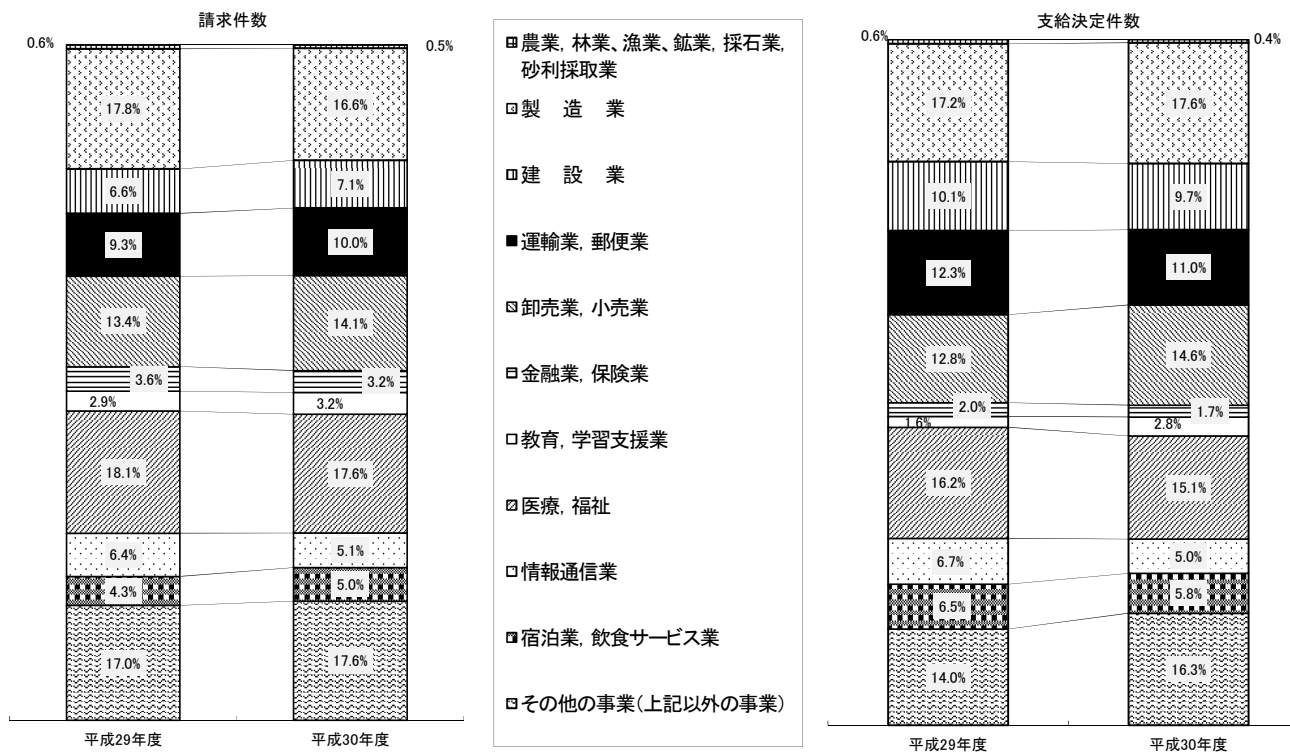 請求件数
0.6%
17.8%
6.6%
9.3%
13.4%
3.6%
2.9%
18.1%
6.4%
4.3%
17.0%
平成29年度
0.5%
16.6%
7.1%
10.0%
14.1%
3.2%
3.2%
17.6%
5.1%
5.0%
17.6%
平成30年度
農業, 林業、漁業、鉱業, 採石業,
砂利採取業
製 造 業
建 設 業
運輸業, 郵便業
卸売業, 小売業
金融業, 保険業
教育, 学習支援業
医療, 福祉
情報通信業
宿泊業, 飲食サービス業
その他の事業(上記以外の事業)
支給決定件数
0.6%
17.2%
10.1%
12.3%
12.8%
2.0%
1.6%
16.2%
6.7%
6.5%
14.0%
平成29年度
0.4%
17.6%
9.7%
11.0%
14.6%
1.7%
2.8%
15.1%
5.0%
5.8%
16.3%
平成30年度